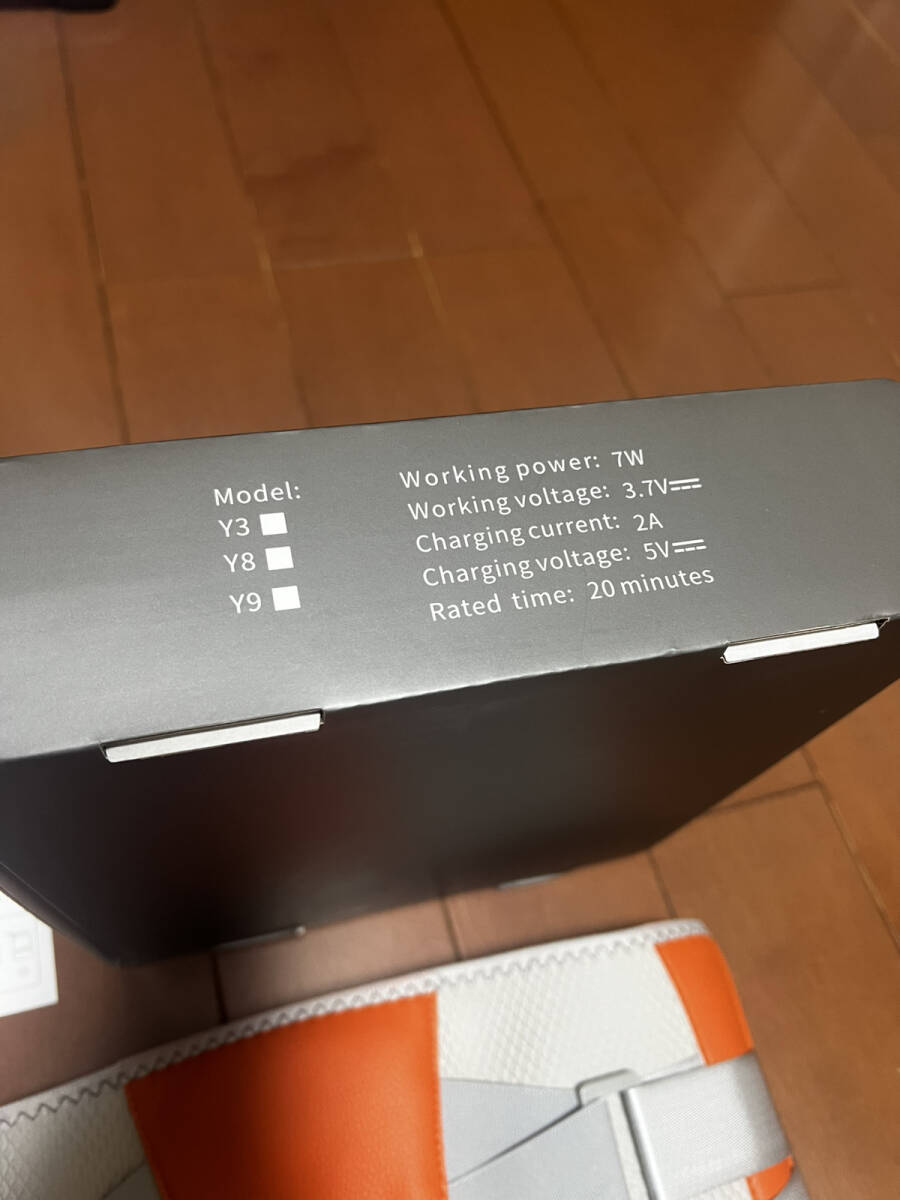 Model:
Y3
Y8
Y9
Working power: 7W
Working voltage: 3.7V⎓
Charging current: 2A
Charging voltage: 5V⎓
Rated time: 20 minutes